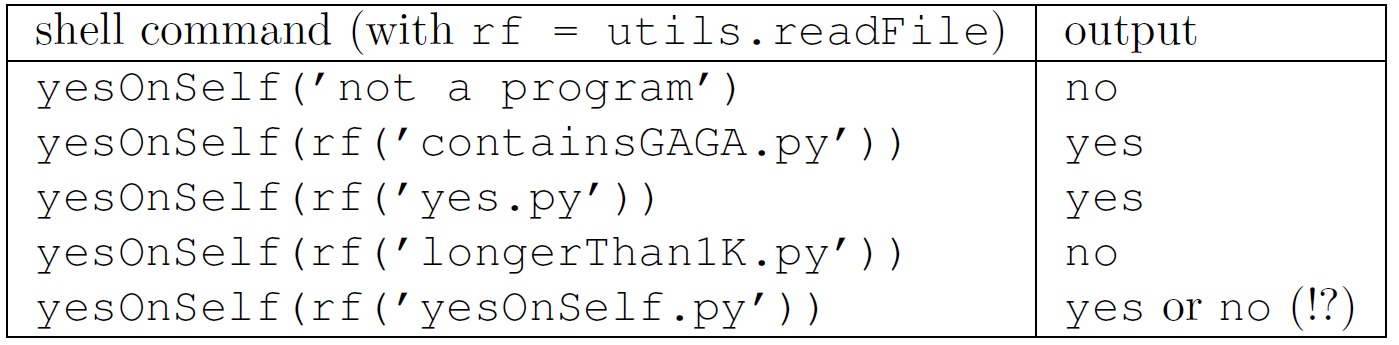 shell command (with rf = utils.readFile) output
yesOnSelf('not a program') no
yesOnSelf(rf('containsGAGA.py')) yes
yesOnSelf(rf('yes.py')) yes
yesOnSelf(rf('longerThan1K.py')) no
yesOnSelf(rf('yesOnSelf.py')) yes or no (!?)